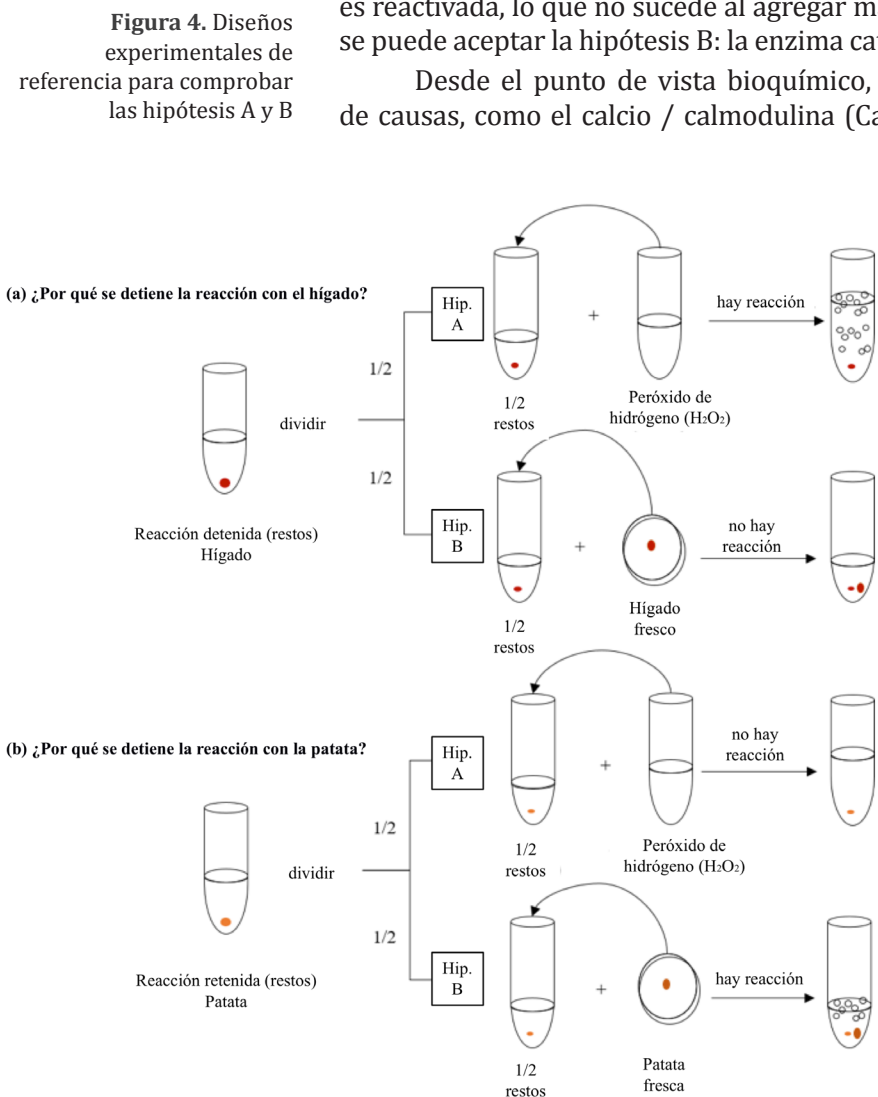 Figura 4. Diseños
experimentales de
referencia para comprobar
las hipótesis A y B
es reactivada, lo que no sucede al agregar
se puede aceptar la hipótesis B: la enzima
Desde el punto de vista bioquímico,
de causas, como el calcio / calmodulina
(a) ¿Por qué se detiene la reacción con el hígado?
Hip.
A
+
hay reacción
1/2
1/2
restos
Peróxido de
hidrógeno (H₂O₂)
dividir
1/2
Reacción detenida (restos)
Hígado
Hip.
B
+
no hay
reacción
Hígado
fresco
1/2
restos
(b) ¿Por qué se detiene la reacción con la patata?
Hip.
A
+
no hay
reacción
1/2
1/2
restos
Peróxido de
hidrógeno (H₂O₂)
dividir
1/2
Reacción retenida (restos)
Patata
Hip.
B
+
hay reacción
1/2
restos
Patata
fresca